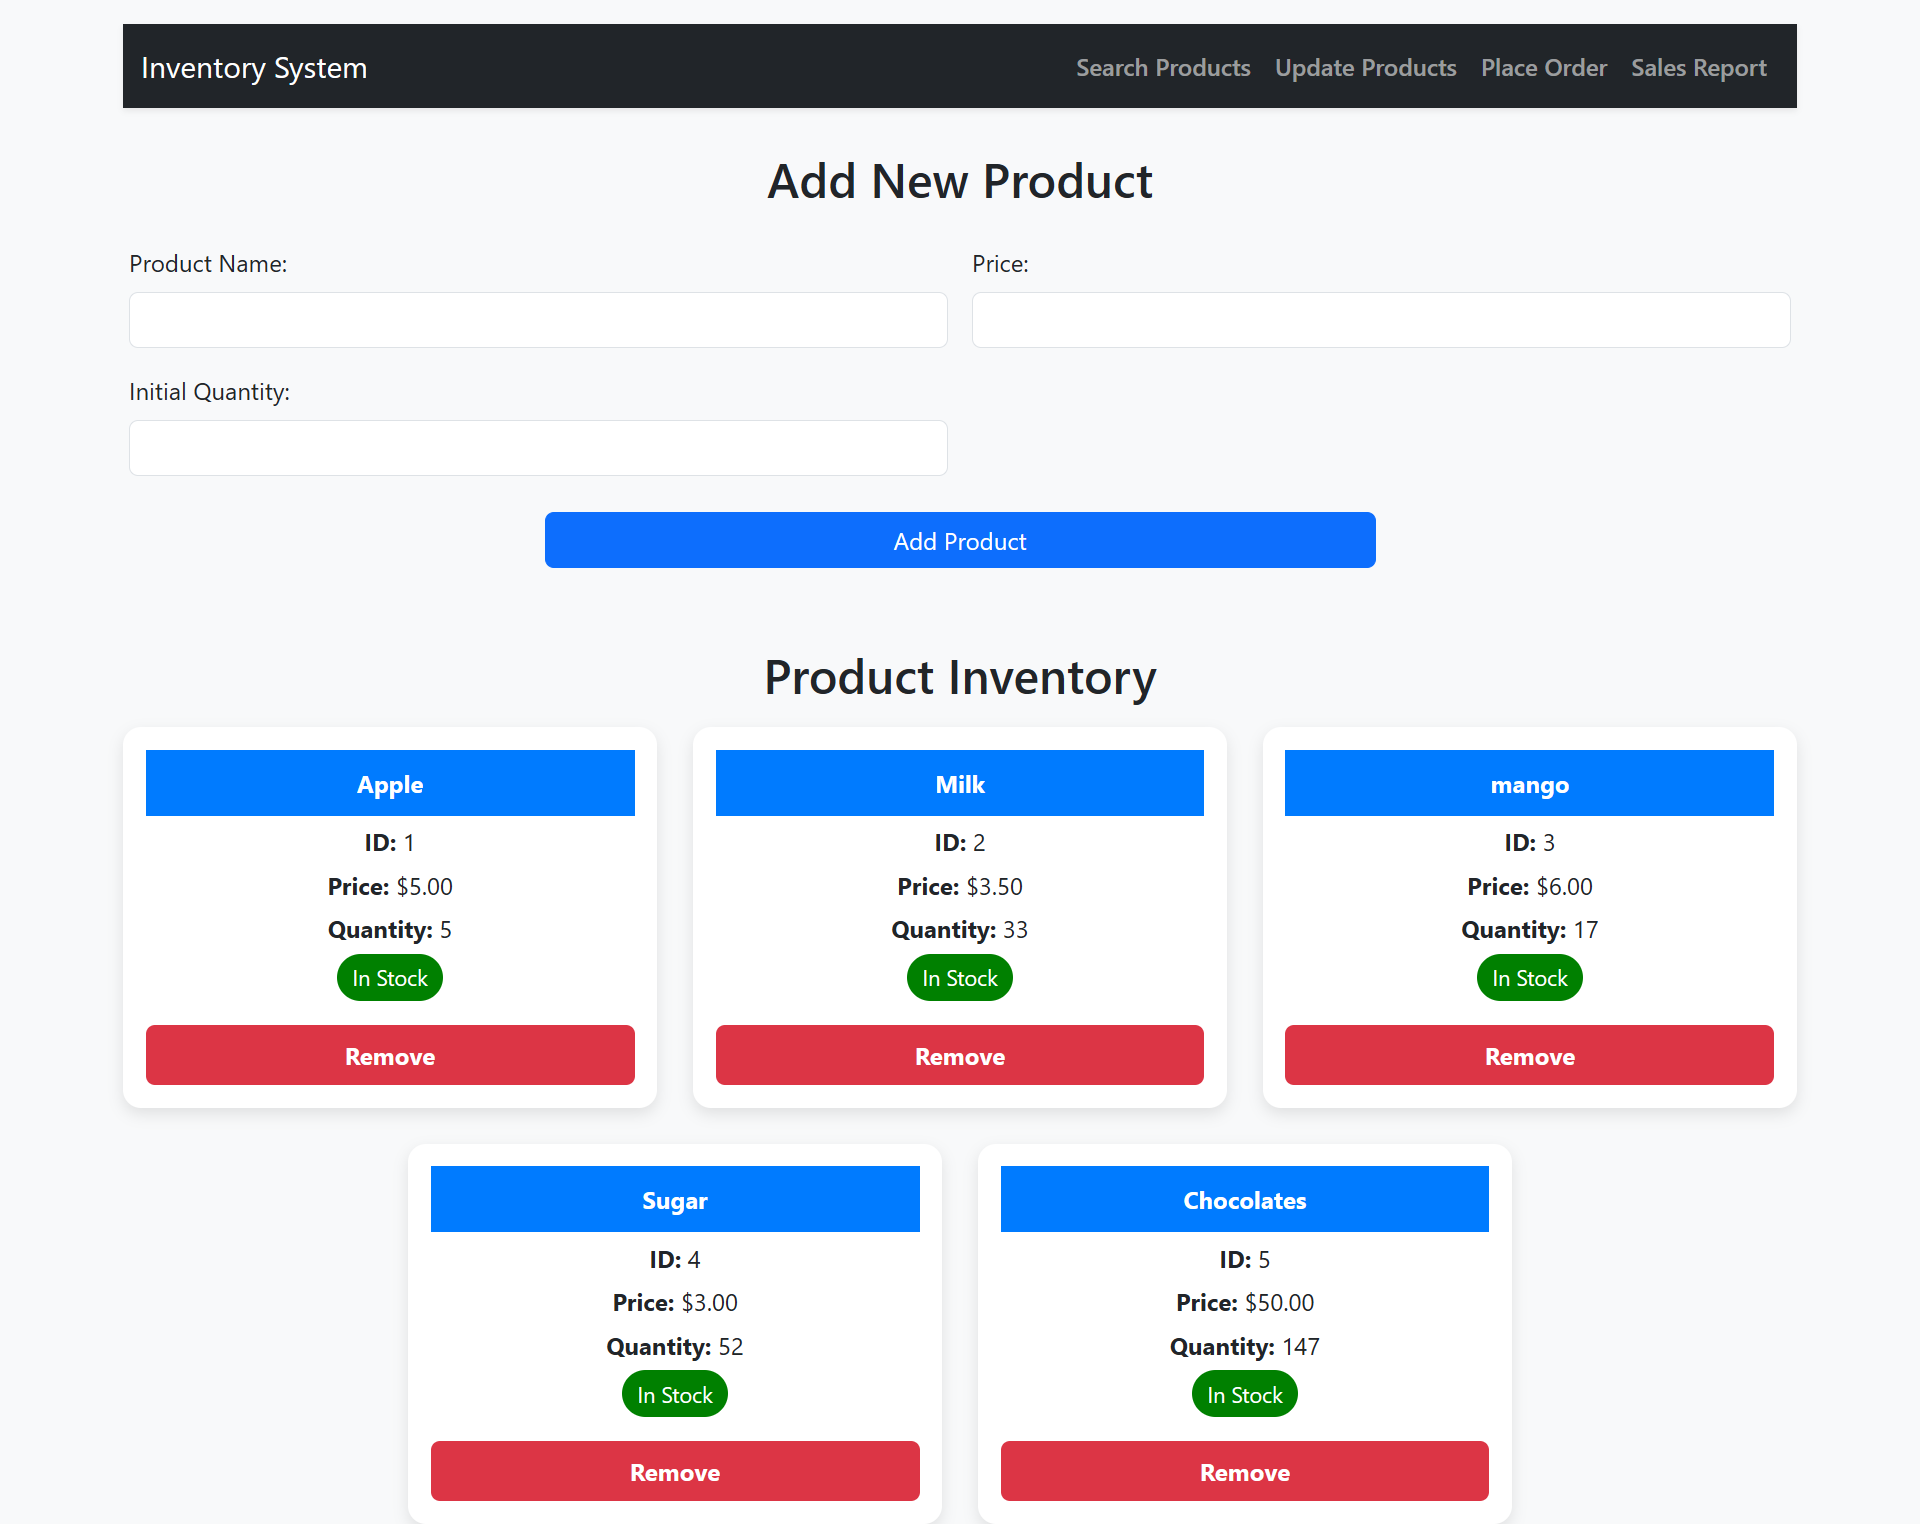 Inventory System
Search Products Update Products Place Order Sales Report
Add New Product
Product Name:
Price:
Initial Quantity:
Add Product
Product Inventory
Apple
ID: 1
Price: $5.00
Quantity: 5
In Stock
Remove
Milk
ID: 2
Price: $3.50
Quantity: 33
In Stock
Remove
mango
ID: 3
Price: $6.00
Quantity: 17
In Stock
Remove
Sugar
ID: 4
Price: $3.00
Quantity: 52
In Stock
Remove
Chocolates
ID: 5
Price: $50.00
Quantity: 147
In Stock
Remove